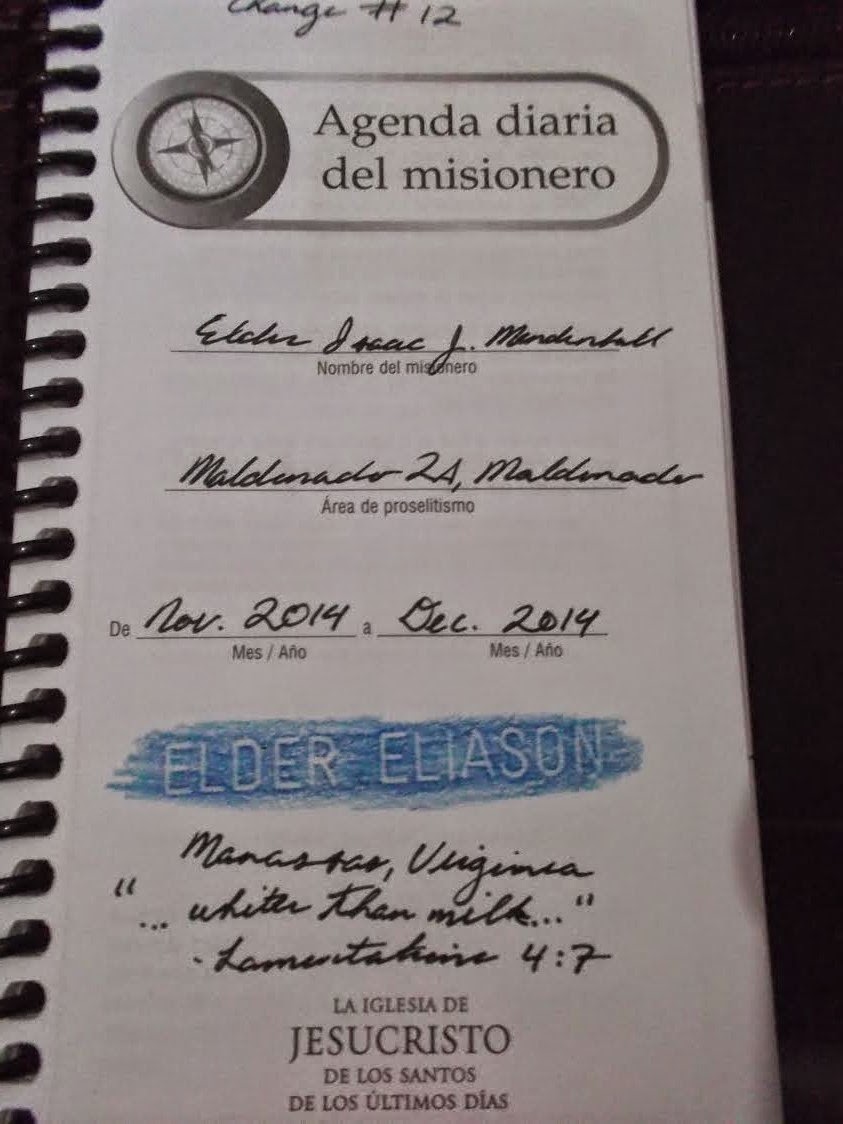 Change # 12
Agenda diaria
del misionero
Elder Isaac J. Mendenhall
Nombre del misionero
Maldonado 2A, Maldonado
Área de proselitismo
De Nov. 2014 a Dec. 2014
Mes / Año Mes / Año
ELDER ELIASON
Manassas, Virginia
"... whiter than milk..."
- Lamentations 4:7
LA IGLESIA DE
JESUCRISTO
DE LOS SANTOS
DE LOS ÚLTIMOS DÍAS